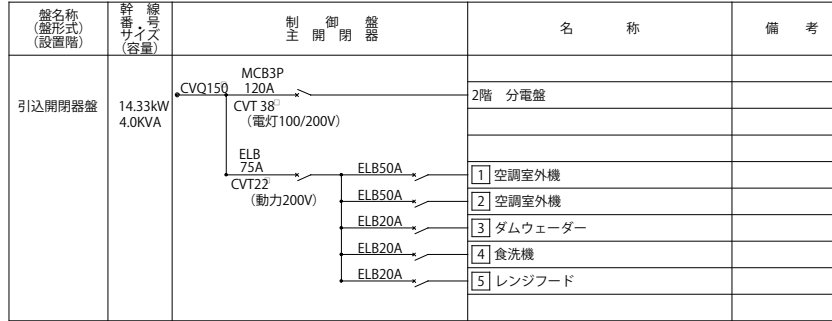 盤名称
(盤形式)
(設置階)
幹 線
番・号
サイズ
(容量)
制 御 盤
主 開 閉 器
名 称
備 考
引込開閉器盤
14.33kW
4.0KVA
CVQ150□
MCB3P
120A
CVT 38□
(電灯100/200V)
2階 分電盤
ELB
75A
CVT22□
(動力200V)
ELB50A
1 空調室外機
ELB50A
2 空調室外機
ELB20A
3 ダムウェーダー
ELB20A
4 食洗機
ELB20A
5 レンジフード